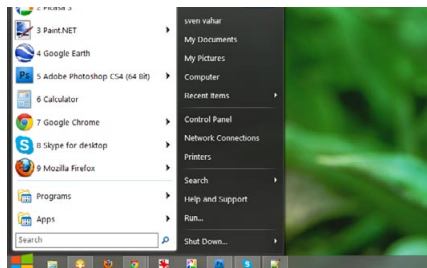 2 Picasa 3
3 Paint.NET
4 Google Earth
5 Adobe Photoshop CS4 (64 Bit)
6 Calculator
7 Google Chrome
8 Skype for desktop
9 Mozilla Firefox
Programs
Apps
Search
sven vahar
My Documents
My Pictures
Computer
Recent Items
Control Panel
Network Connections
Printers
Search
Help and Support
Run...
Shut Down...